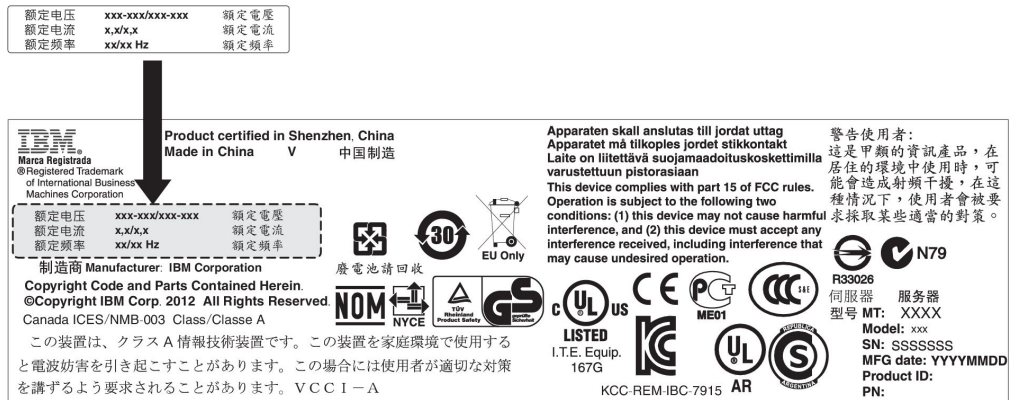 额定电压 xxx-xxx/xxx-xxx 額定電壓
额定电流 x,x/x,x 額定電流
额定频率 xx/xx Hz 額定頻率
IBM®
Marca Registrada
® Registered Trademark
of International Business
Machines Corporation
Product certified in Shenzhen, China
Made in China V 中国制造
额定电压 xxx-xxx/xxx-xxx 額定電壓
额定电流 x,x/x,x 額定電流
额定频率 xx/xx Hz 額定頻率
制造商 Manufacturer: IBM Corporation
Copyright Code and Parts Contained Herein.
©Copyright IBM Corp. 2012 All Rights Reserved.
Canada ICES/NMB-003 Class/Classe A
この装置は、クラスA情報技術装置です。この装置を家庭環境で使用する
と電波妨害を引き起こすことがあります。この場合には使用者が適切な対策
を講ずるよう要求されることがあります。VCCI-A
廢電池請回收
30
EU Only
NOM
NYCE
TÜV
Rheinland
Product Safety
GS
geprüfte
Sicherheit
Apparaten skall anslutas till jordat uttag
Apparatet må tilkoples jordet stikkontakt
Laite on liitettävä suojamaadoituskoskettimilla
varustettuun pistorasiaan
This device complies with part 15 of FCC rules.
Operation is subject to the following two
conditions: (1) this device may not cause harmful
interference, and (2) this device must accept any
interference received, including interference that
may cause undesired operation.
C UL® US
LISTED
I.T.E. Equip.
167G
CE
PCT
ME01
CCC
S&E
KCC-REM-IBC-7915
UL®
AR
REPUBLICA
S
ARGENTINA
警告使用者:
這是甲類的資訊產品,在
居住的環境中使用時,可
能會造成射頻干擾,在這
種情況下,使用者會被要
求採取某些適當的對策。
R33026
N79
伺服器 服务器
型号 MT: XXXX
Model: xxx
SN: SSSSSSS
MFG date: YYYYMMDD
Product ID:
PN: